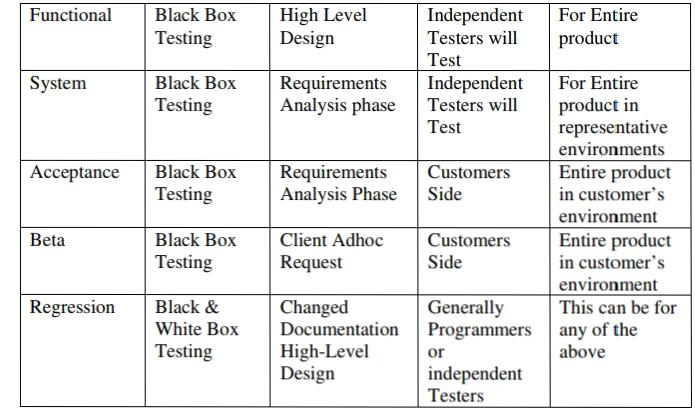 Functional Black Box High Level Independent For Entire
Testing Design Testers will product
Test
System Black Box Requirements Independent For Entire
Testing Analysis phase Testers will product in
Test representative
environments
Acceptance Black Box Requirements Customers Entire product
Testing Analysis Phase Side in customer's
environment
Beta Black Box Client Adhoc Customers Entire product
Testing Request Side in customer's
environment
Regression Black & Changed Generally This can be for
White Box Documentation Programmers any of the
Testing High-Level or above
Design independent
Testers